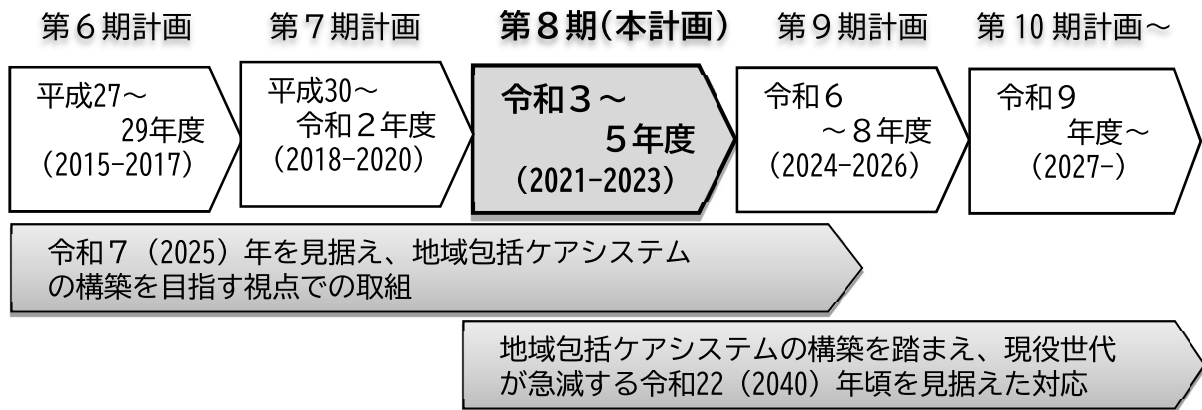 第６期計画
第７期計画
第８期(本計画)
第９期計画
第 10 期計画～
平成27～
29年度
(2015-2017)
平成30～
令和２年度
(2018-2020)
令和３～
５年度
(2021-2023)
令和６
～８年度
(2024-2026)
令和９
年度～
(2027-)
令和７（2025）年を見据え、地域包括ケアシステム
の構築を目指す視点での取組
地域包括ケアシステムの構築を踏まえ、現役世代
が急減する令和22（2040）年頃を見据えた対応